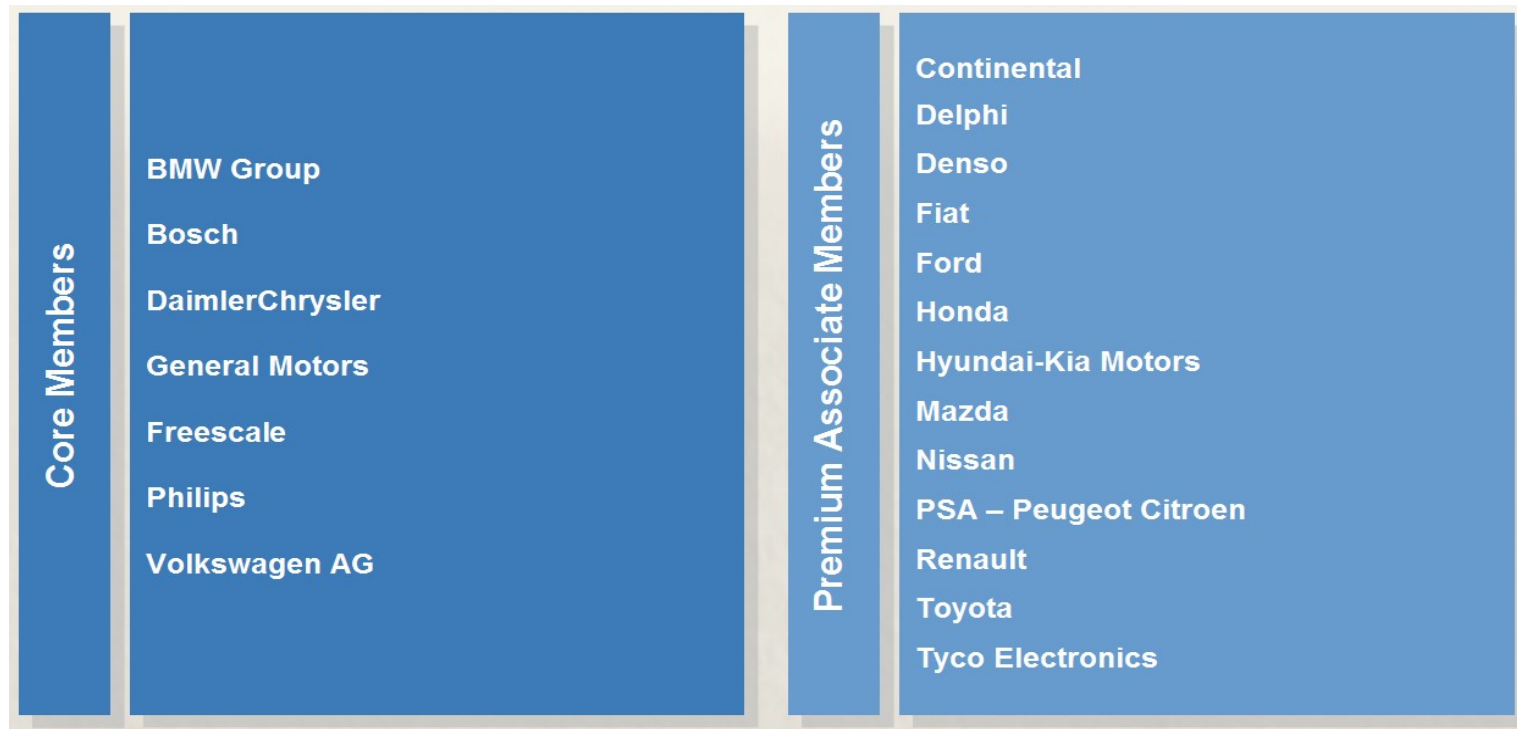 Core Members
BMW Group
Bosch
DaimlerChrysler
General Motors
Freescale
Philips
Volkswagen AG
Premium Associate Members
Continental
Delphi
Denso
Fiat
Ford
Honda
Hyundai-Kia Motors
Mazda
Nissan
PSA – Peugeot Citroen
Renault
Toyota
Tyco Electronics